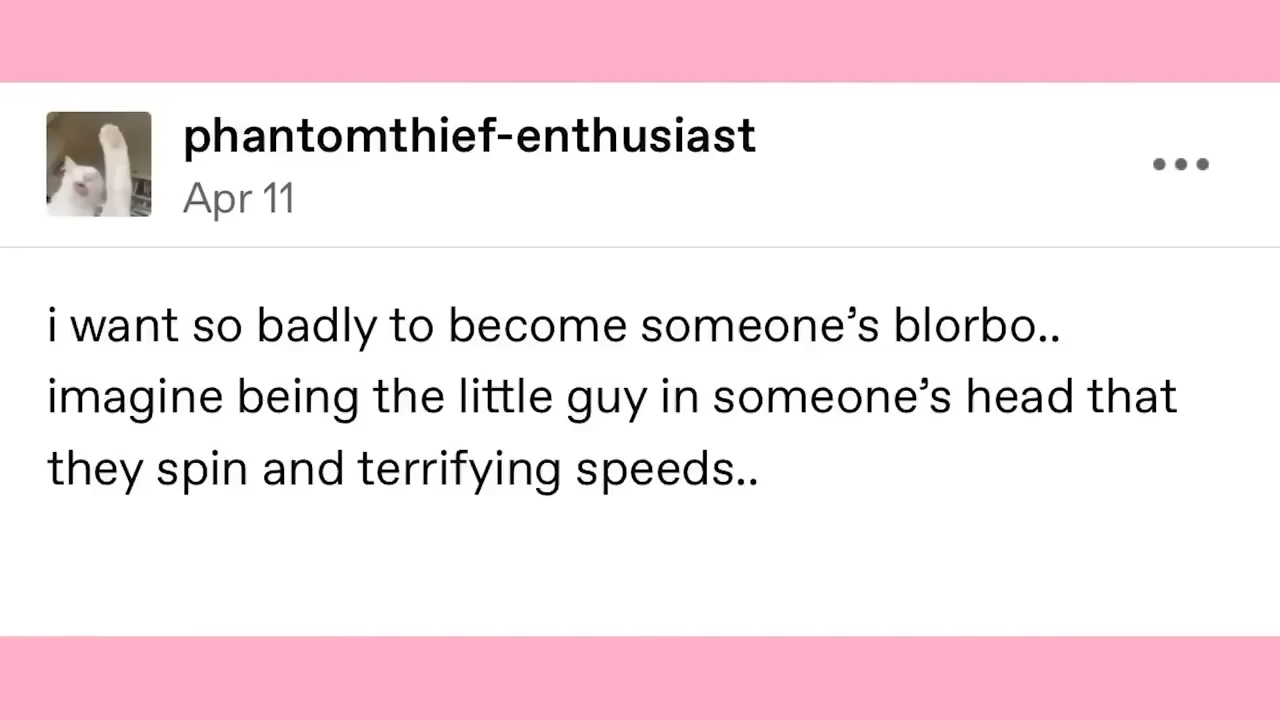 phantomthief-enthusiast
Apr 11
i want so badly to become someone’s blorbo..
imagine being the little guy in someone’s head that
they spin and terrifying speeds..